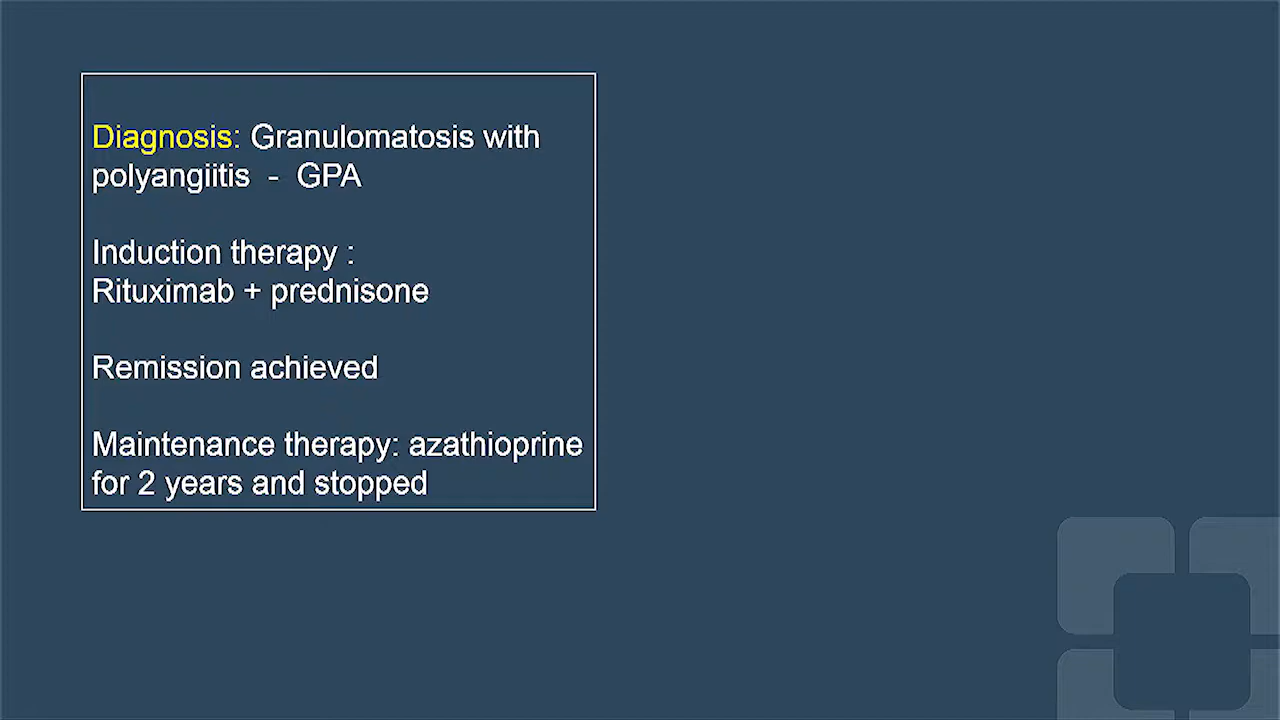 Diagnosis: Granulomatosis with
polyangiitis - GPA
Induction therapy :
Rituximab + prednisone
Remission achieved
Maintenance therapy: azathioprine
for 2 years and stopped